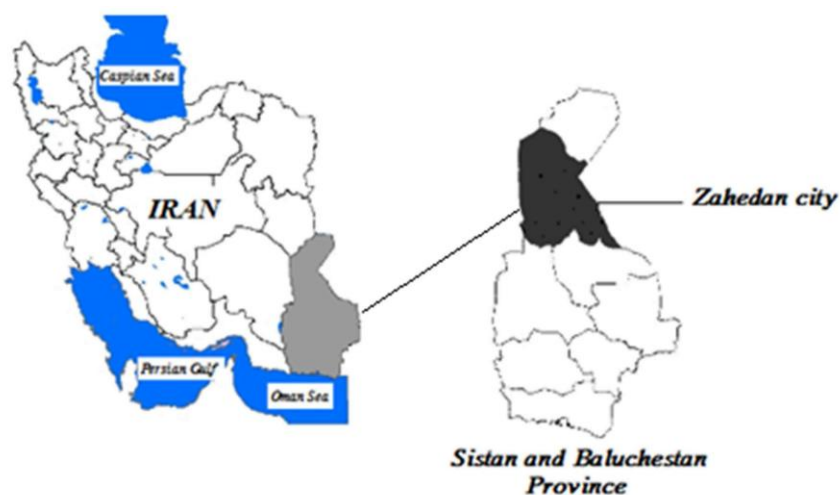 Caspian Sea
IRAN
Zahedan city
Persian Gulf
Oman Sea
Sistan and Baluchestan
Province